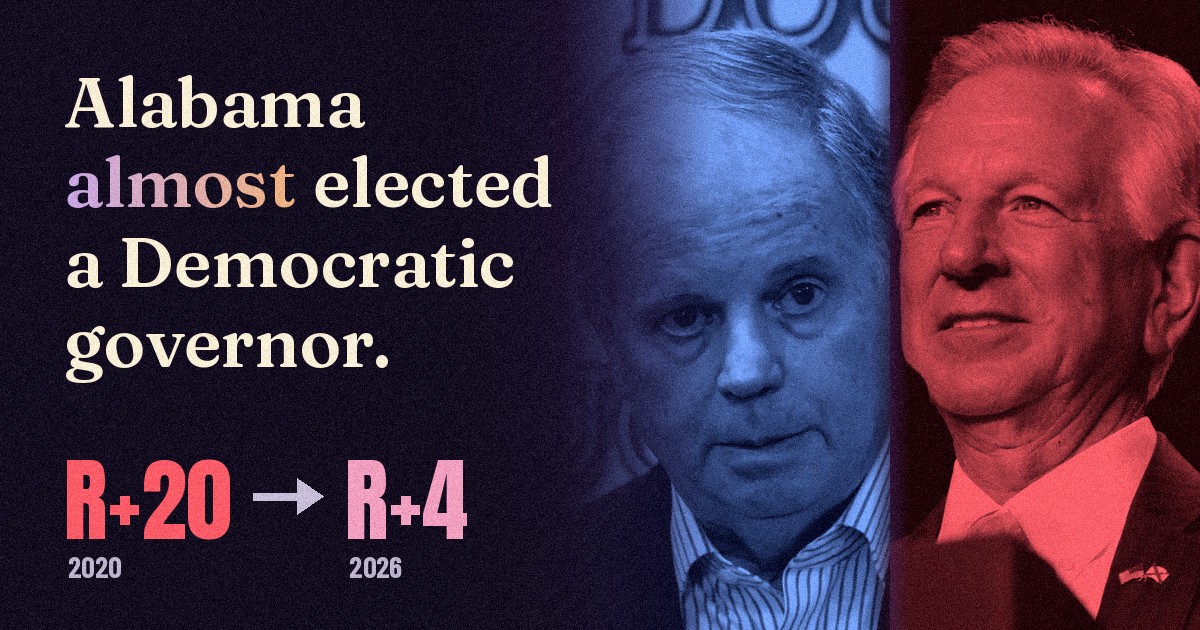 Alabama
almost elected
a Democratic
governor.
R+20 → R+4
2020 2026